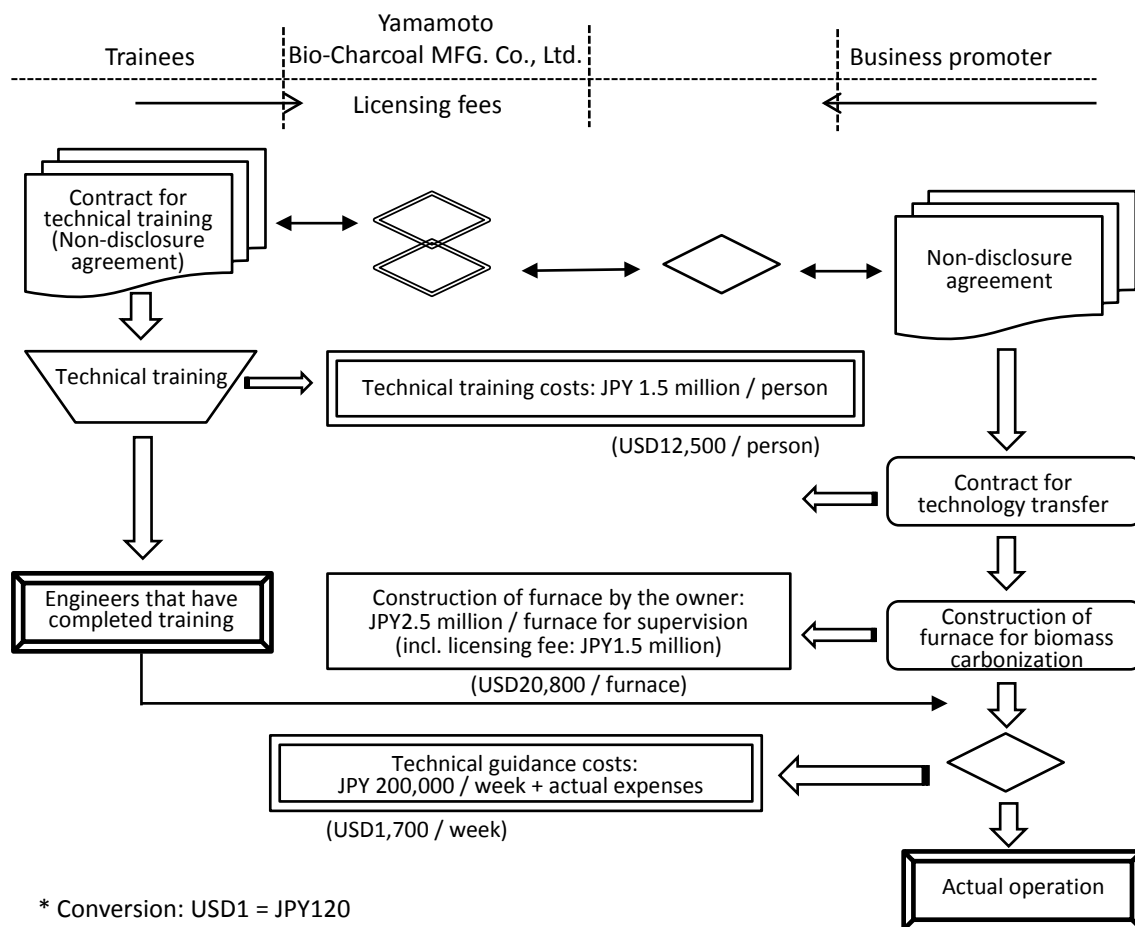 Yamamoto
Trainees
Bio-Charcoal MFG. Co., Ltd.
Business promoter
Licensing fees
Contract for
technical training
(Non-disclosure
agreement)
Non-disclosure
agreement
Technical training
Technical training costs: JPY 1.5 million / person
(USD12,500 / person)
Contract for
technology transfer
Engineers that have
completed training
Construction of furnace by the owner:
JPY2.5 million / furnace for supervision
(incl. licensing fee: JPY1.5 million)
(USD20,800 / furnace)
Construction of
furnace for biomass
carbonization
Technical guidance costs:
JPY 200,000 / week + actual expenses
(USD1,700 / week)
Actual operation
* Conversion: USD1 = JPY120